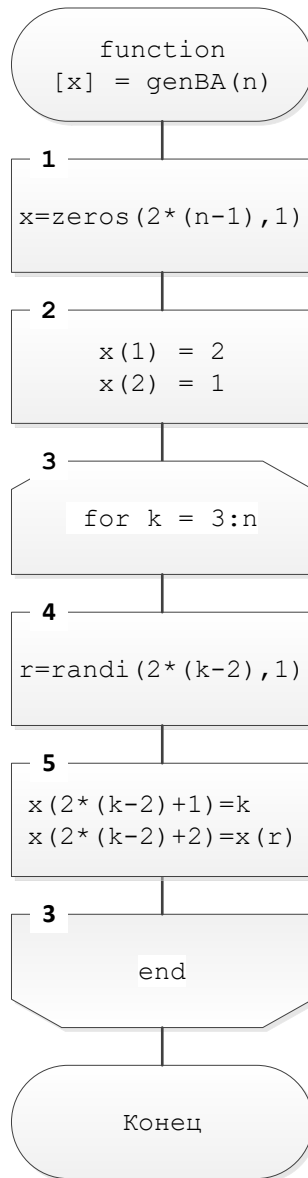 function
[x] = genBA(n)
1
x=zeros(2*(n-1),1)
2
x(1) = 2
x(2) = 1
3
for k = 3:n
4
r=randi(2*(k-2),1)
5
x(2*(k-2)+1)=k
x(2*(k-2)+2)=x(r)
3
end
Конец